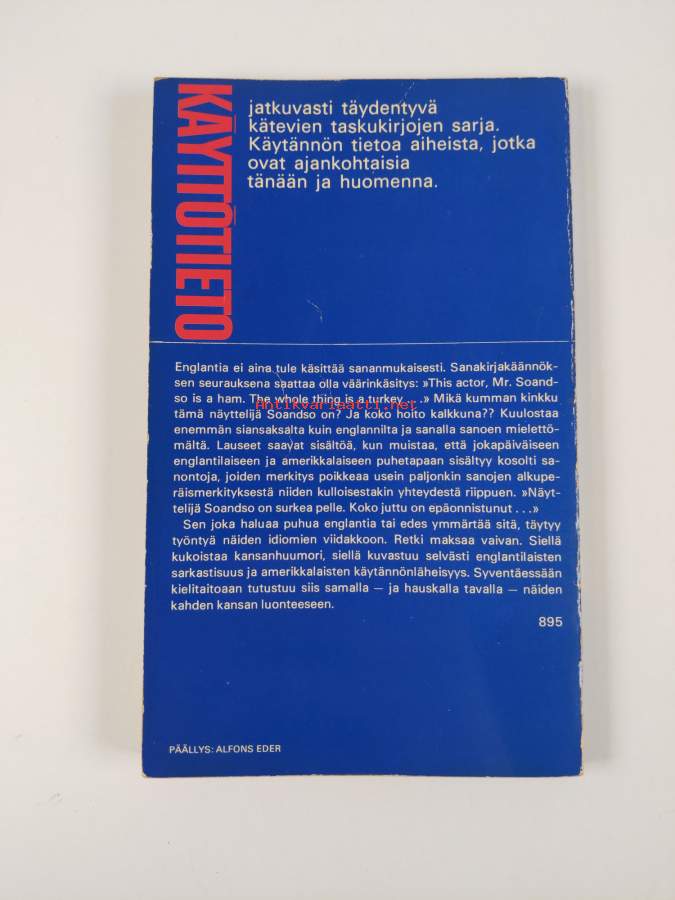 KÄYTTÖTIETO
jatkuvasti täydentyvä
kätevien taskukirjojen sarja.
Käytännön tietoa aiheista, jotka
ovat ajankohtaisia
tänään ja huomenna.
Englantia ei aina tule käsittää sananmukaisesti. Sanakirjakäännök-
sen seurauksena saattaa olla väärinkäsitys: »This actor, Mr. Soand-
so is a ham. The whole thing is a turkey...» Mikä kumman kinkku
Antikvariaatti.net
tämä näyttelijä Soandso on? Ja koko hoito kalkkuna?? Kuulostaa
enemmän siansaksalta kuin englannilta ja sanalla sanoen mielettö-
mältä. Lauseet saavat sisältöä, kun muistaa, että jokapäiväiseen
englantilaiseen ja amerikkalaiseen puhetapaan sisältyy kosolti sa-
nontoja, joiden merkitys poikkeaa usein paljonkin sanojen alkupe-
räismerkityksestä niiden kulloisestakin yhteydestä riippuen. »Näyt-
telijä Soandso on surkea pelle. Koko juttu on epäonnistunut...»
Sen joka haluaa puhua englantia tai edes ymmärtää sitä, täytyy
työntyä näiden idiomien viidakkoon. Retki maksaa vaivan. Siellä
kukoistaa kansanhuumori, siellä kuvastuu selvästi englantilaisten
sarkastisuus ja amerikkalaisten käytännönläheisyys. Syventäessään
kielitaitoaan tutustuu siis samalla — ja hauskalla tavalla — näiden
kahden kansan luonteeseen.
895
PÄÄLLYS: ALFONS EDER